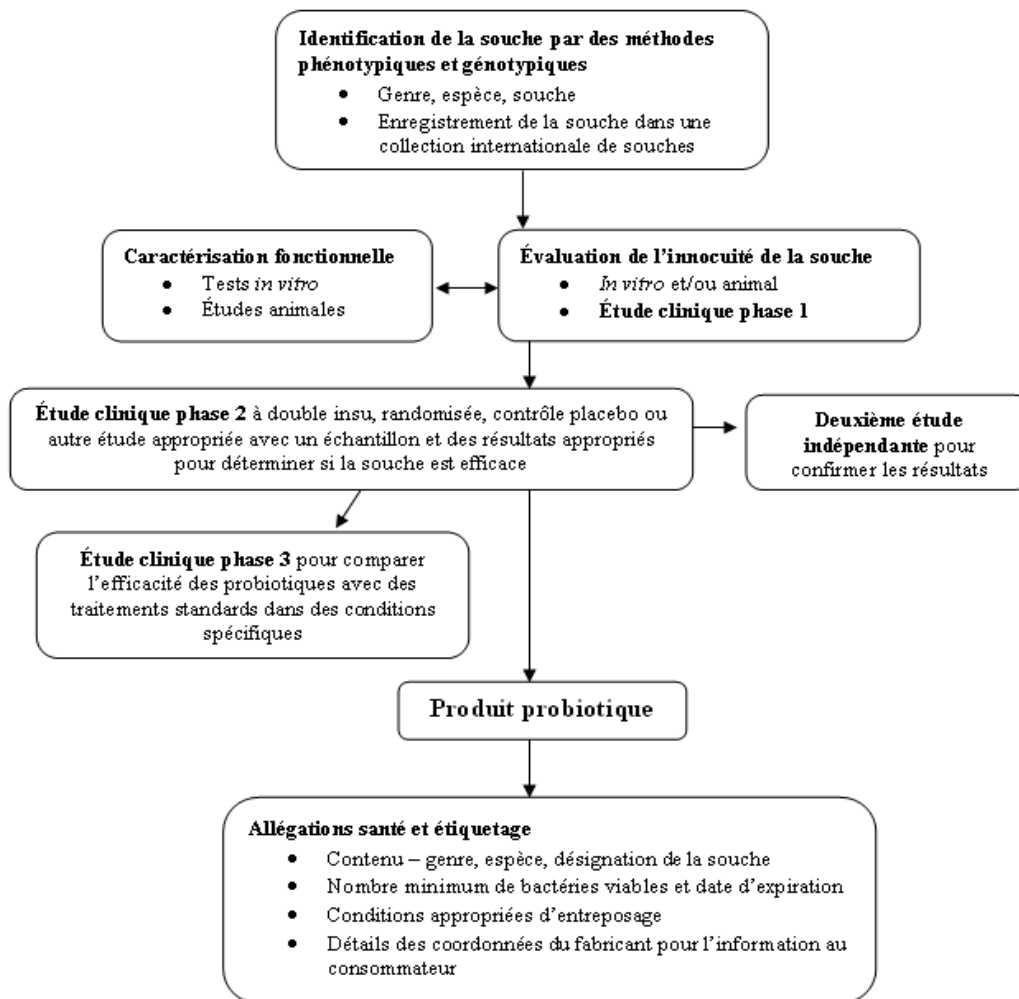 Identification de la souche par des méthodes
phénotypiques et génotypiques
• Genre, espèce, souche
• Enregistrement de la souche dans une
collection internationale de souches
Caractérisation fonctionnelle
• Tests in vitro
• Études animales
Évaluation de l'innocuité de la souche
• In vitro et/ou animal
• Étude clinique phase 1
Étude clinique phase 2 à double insu, randomisée, contrôle placebo ou
autre étude appropriée avec un échantillon et des résultats appropriés
pour déterminer si la souche est efficace
Deuxième étude
indépendante pour
confirmer les résultats
Étude clinique phase 3 pour comparer
l'efficacité des probiotiques avec des
traitements standards dans des conditions
spécifiques
Produit probiotique
Allégations santé et étiquetage
• Contenu – genre, espèce, désignation de la souche
• Nombre minimum de bactéries viables et date d'expiration
• Conditions appropriées d'entreposage
• Détails des coordonnées du fabricant pour l'information au
consommateur